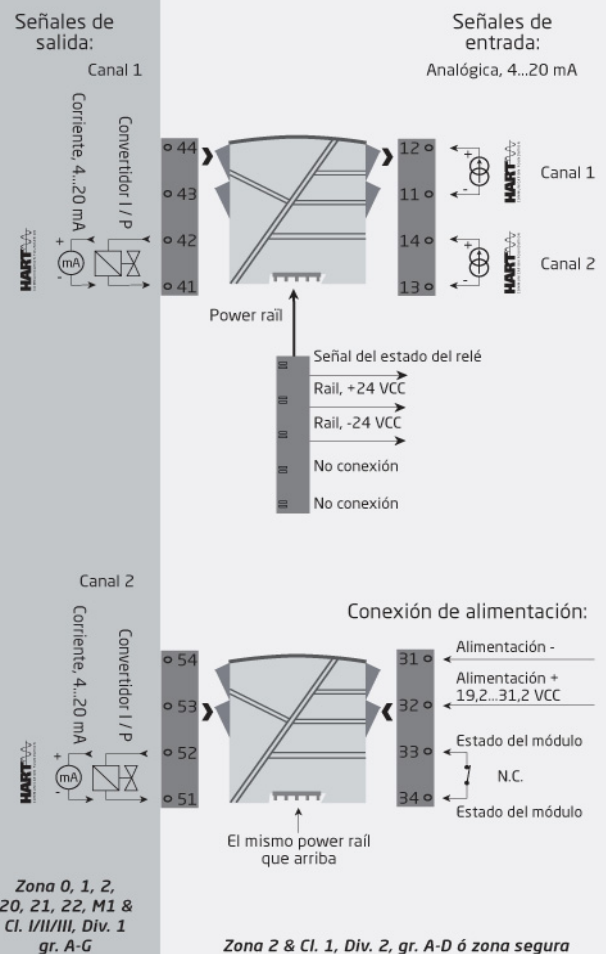 Señales de
salida:
Canal 1
Señales de
entrada:
Analógica, 4...20 mA
Corriente, 4...20 mA
Convertidor I / P
HART
+
mA
-
44
43
42
41
12
11
14
13
+
-
HART
Canal 1
+
-
HART
Canal 2
Power raïl
Señal del estado del relé
Rail, +24 VCC
Rail, -24 VCC
No conexión
No conexión
Canal 2
Corriente, 4...20 mA
Convertidor I / P
HART
+
mA
-
54
53
52
51
Conexión de alimentación:
31
32
33
34
Alimentación -
Alimentación +
19,2...31,2 VCC
Estado del módulo
N.C.
Estado del módulo
El mismo power raíl
que arriba
Zona 0, 1, 2,
20, 21, 22, M1 &
Cl. I/II/III, Div. 1
gr. A-G
Zona 2 & Cl. 1, Div. 2, gr. A-D ó zona segura